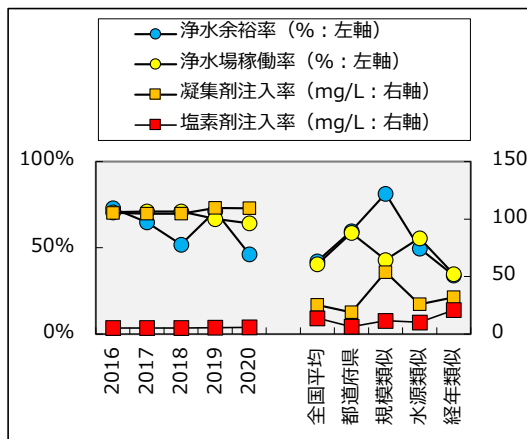 浄水余裕率（%：左軸）
浄水場稼働率（%：左軸）
凝集剤注入率（mg/L：右軸）
塩素剤注入率（mg/L：右軸）
100%
50%
0%
150
100
50
0
2016
2017
2018
2019
2020
全国平均
都道府県
規模類似
水源類似
経年類似